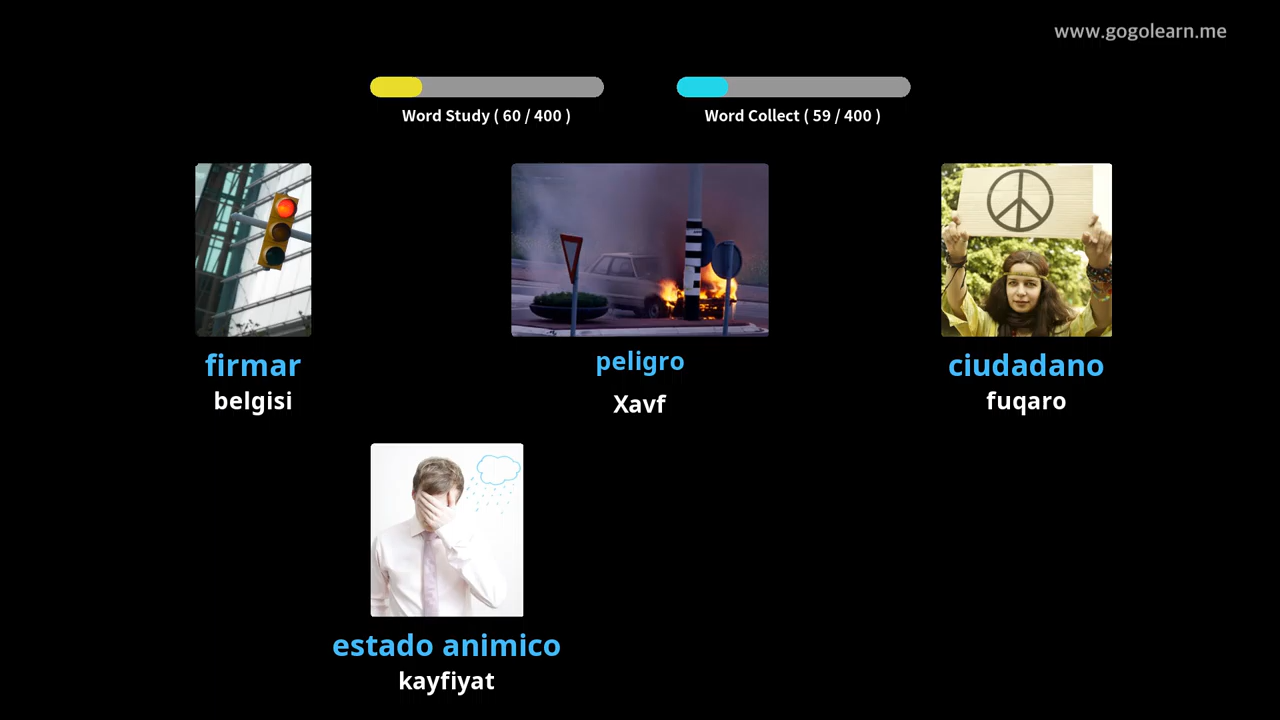 www.gogolearn.me
Word Study ( 60 / 400 )
Word Collect ( 59 / 400 )
firmar
belgisi
peligro
Xavf
ciudadano
fuqaro
estado animico
kayfiyat